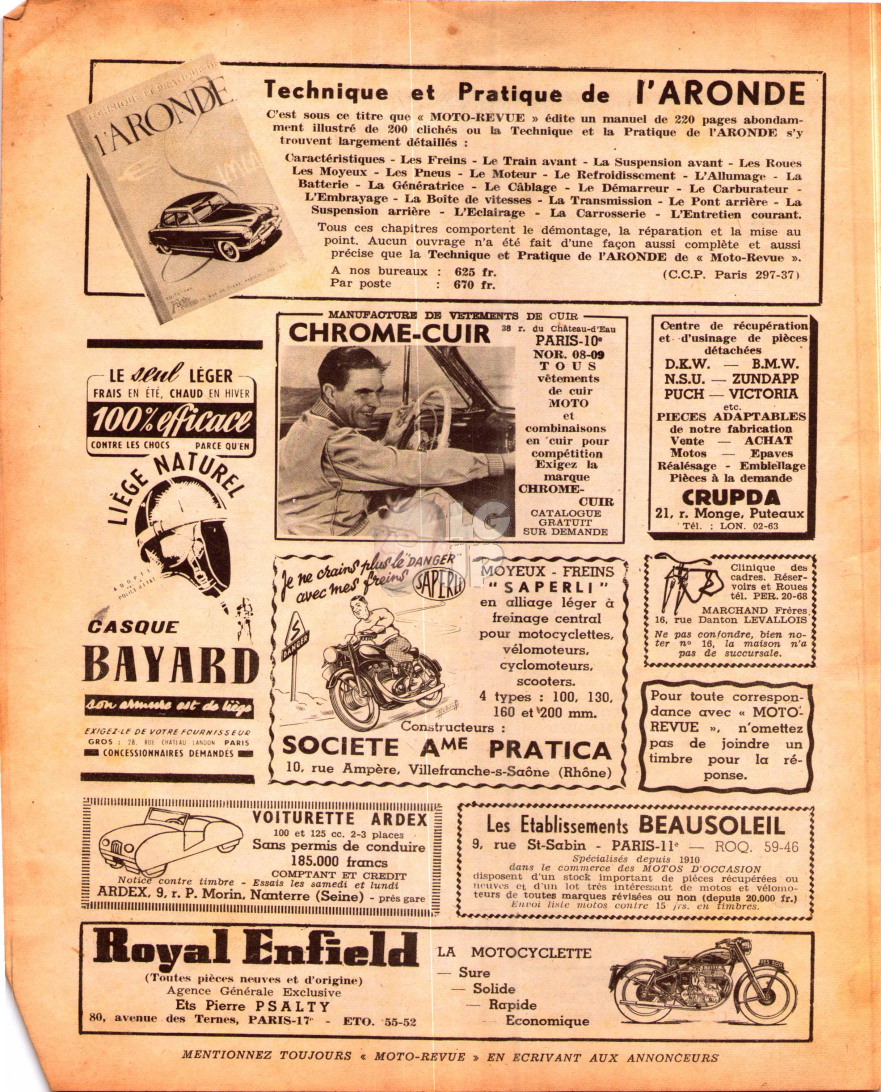 Technique et Pratique de l'ARONDE
l'ARONDE
C'est sous ce titre que « MOTO-REVUE » édite un manuel de 220 pages abondam-
ment illustré de 200 clichés ou la Technique et la Pratique de l'ARONDE s'y
trouvent largement détaillés :
Caractéristiques - Les Freins - Le Train avant - La Suspension avant - Les Roues
Les Moyeux - Les Pneus - Le Moteur - Le Refroidissement - L'Allumage - La
Batterie - La Génératrice - Le Câblage - Le Démarreur - Le Carburateur -
L'Embrayage - La Boîte de vitesses - La Transmission - Le Pont arrière - La
Suspension arrière - L'Eclairage - La Carrosserie - L'Entretien courant.
Tous ces chapitres comportent le démontage, la réparation et la mise au
point. Aucun ouvrage n'a été fait d'une façon aussi complète et aussi
précise que la Technique et Pratique de l'ARONDE de « Moto-Revue ».
A nos bureaux : 625 fr. (C.C.P. Paris 297-37)
Par poste : 670 fr.
LE seul LÉGER
FRAIS EN ÉTÉ, CHAUD EN HIVER
100% efficace
CONTRE LES CHOCS PARCE QU'EN
LIÈGE NATUREL
CASQUE
BAYARD
son armure est de liège
EXIGEZ-LE DE VOTRE FOURNISSEUR
GROS : 28, RUE CHATEAU LANDON PARIS
CONCESSIONNAIRES DEMANDÉS
MANUFACTURE DE VETEMENTS DE CUIR
CHROME-CUIR 38 r. du Château-d'Eau
PARIS-10e
NOR. 08-09
TOUS
vêtements
de cuir
MOTO
et
combinaisons
en cuir pour
compétition
Exigez la
marque
CHROME-
CUIR
CATALOGUE
GRATUIT
SUR DEMANDE
Centre de récupération
et d'usinage de pièces
détachées
D.K.W. — B.M.W.
N.S.U. — ZUNDAPP
PUCH — VICTORIA
etc.
PIECES ADAPTABLES
de notre fabrication
Vente — ACHAT
Motos — Epaves
Réalésage - Embiellage
Pièces à la demande
CRUPDA
21, r. Monge, Puteaux
Tél. : LON. 02-63
Je ne crains plus le "DANGER"
avec mes freins SAPERLI
DANGER
MOYEUX - FREINS
"SAPERLI"
en alliage léger à
freinage central
pour motocyclettes,
vélomoteurs,
cyclomoteurs,
scooters.
4 types : 100, 130,
160 et 200 mm.
Constructeurs :
SOCIETE AME PRATICA
10, rue Ampère, Villefranche-s-Saône (Rhône)
Clinique des
cadres. Réser-
voirs et Roues
tél. PER. 20-68
MARCHAND Frères
16, rue Danton LEVALLOIS
Ne pas confondre, bien no-
ter n° 16, la maison n'a
pas de succursale.
Pour toute correspon-
dance avec « MOTO-
REVUE », n'omettez
pas de joindre un
timbre pour la ré-
ponse.
VOITURETTE ARDEX
100 et 125 cc. 2-3 places
Sans permis de conduire
185.000 francs
COMPTANT ET CREDIT
Notice contre timbre - Essais les samedi et lundi
ARDEX, 9, r. P. Morin, Nanterre (Seine) - près gare
Les Etablissements BEAUSOLEIL
9, rue St-Sabin - PARIS-11e — ROQ. 59-46
Spécialisés depuis 1910
dans le commerce des MOTOS D'OCCASION
disposent d'un stock important de pièces récupérées ou
neuves et d'un lot très intéressant de motos et vélomo-
teurs de toutes marques révisées ou non (depuis 20.000 fr.)
Envoi liste motos contre 15 frs. en timbres.
Royal Enfield
(Toutes pièces neuves et d'origine)
Agence Générale Exclusive
Ets Pierre PSALTY
80, avenue des Ternes, PARIS-17e - ETO. 55-52
LA MOTOCYCLETTE
— Sure
— Solide
— Rapide
— Economique
MENTIONNEZ TOUJOURS « MOTO-REVUE » EN ECRIVANT AUX ANNONCEURS